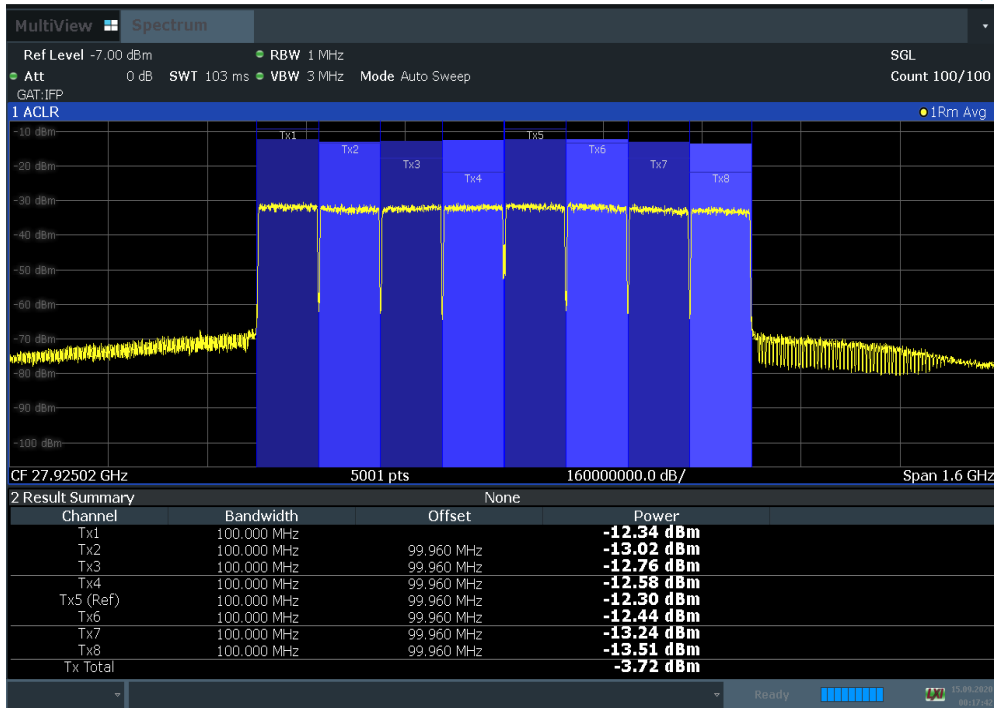 MultiView Spectrum
Ref Level -7.00 dBm RBW 1 MHz SGL
Att 0 dB SWT 103 ms VBW 3 MHz Mode Auto Sweep Count 100/100
GAT:IFP
1 ACLR 1Rm Avg
-10 dBm
Tx1 Tx5
Tx2 Tx6
Tx3 Tx7
-20 dBm
Tx4 Tx8
-30 dBm
-40 dBm
-50 dBm
-60 dBm
-70 dBm
-80 dBm
-90 dBm
-100 dBm
CF 27.92502 GHz 5001 pts 160000000.0 dB/ Span 1.6 GHz
2 Result Summary None
Channel Bandwidth Offset Power
Tx1 100.000 MHz -12.34 dBm
Tx2 100.000 MHz 99.960 MHz -13.02 dBm
Tx3 100.000 MHz 99.960 MHz -12.76 dBm
Tx4 100.000 MHz 99.960 MHz -12.58 dBm
Tx5 (Ref) 100.000 MHz 99.960 MHz -12.30 dBm
Tx6 100.000 MHz 99.960 MHz -12.44 dBm
Tx7 100.000 MHz 99.960 MHz -13.24 dBm
Tx8 100.000 MHz 99.960 MHz -13.51 dBm
Tx Total -3.72 dBm
Ready LXI 15.09.2020
00:17:42